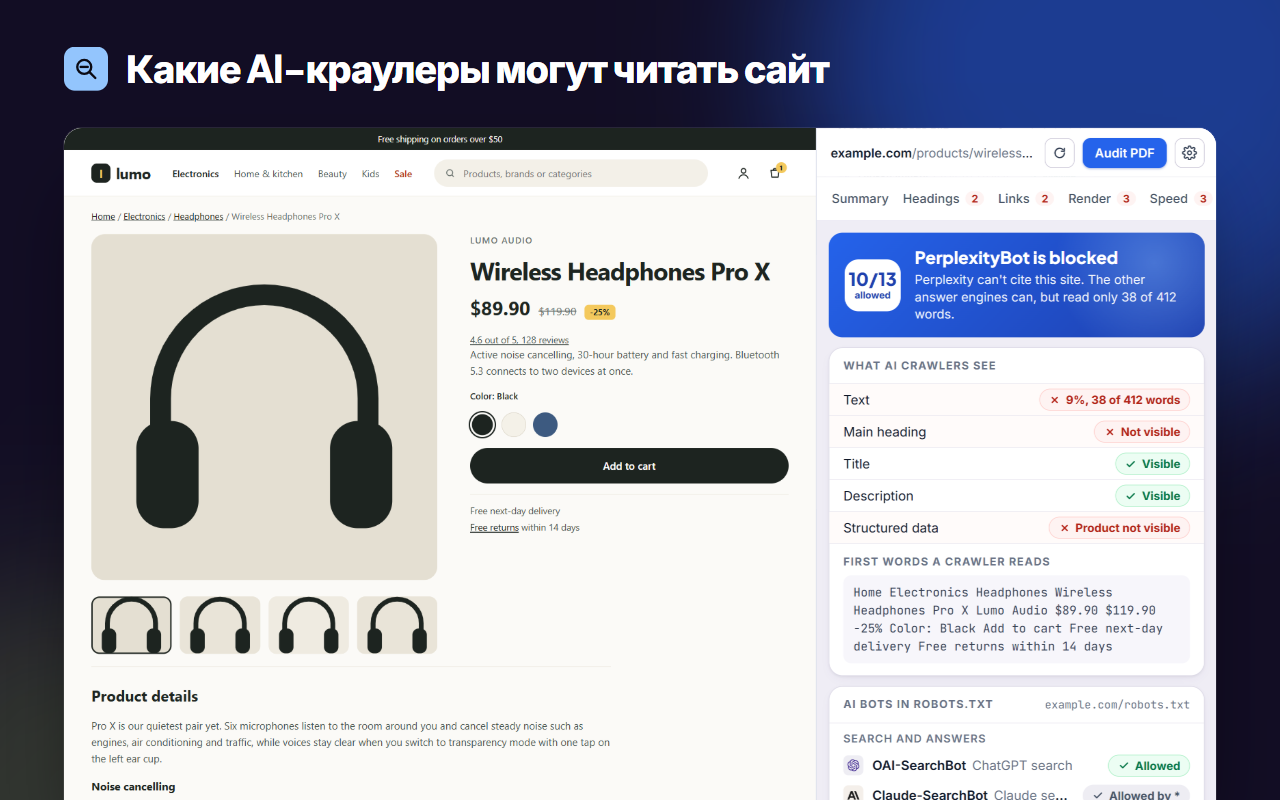 Какие AI-краулеры могут читать сайт
Free shipping on orders over $50
lumo
Electronics
Home & kitchen
Beauty
Kids
Sale
Products, brands or categories
1
Home / Electronics / Headphones / Wireless Headphones Pro X
LUMO AUDIO
Wireless Headphones Pro X
$89.90 $119.90 -25%
4.6 out of 5, 128 reviews
Active noise cancelling, 30-hour battery and fast charging. Bluetooth
5.3 connects to two devices at once.
Color: Black
Add to cart
Free next-day delivery
Free returns within 14 days
Product details
Pro X is our quietest pair yet. Six microphones listen to the room around you and cancel steady noise such as
engines, air conditioning and traffic, while voices stay clear when you switch to transparency mode with one tap on
the left ear cup.
Noise cancelling
example.com/products/wireless...
Audit PDF
Summary
Headings 2
Links 2
Render 3
Speed 3
10/13
allowed
PerplexityBot is blocked
Perplexity can't cite this site. The other
answer engines can, but read only 38 of 412
words.
WHAT AI CRAWLERS SEE
Text
9%, 38 of 412 words
Main heading
Not visible
Title
Visible
Description
Visible
Structured data
Product not visible
FIRST WORDS A CRAWLER READS
Home Electronics Headphones Wireless
Headphones Pro X Lumo Audio $89.90 $119.90
-25% Color: Black Add to cart Free next-day
delivery Free returns within 14 days
AI BOTS IN ROBOTS.TXT
example.com/robots.txt
SEARCH AND ANSWERS
OAI-SearchBot ChatGPT search
Allowed
Claude-SearchBot Claude se...
Allowed by *